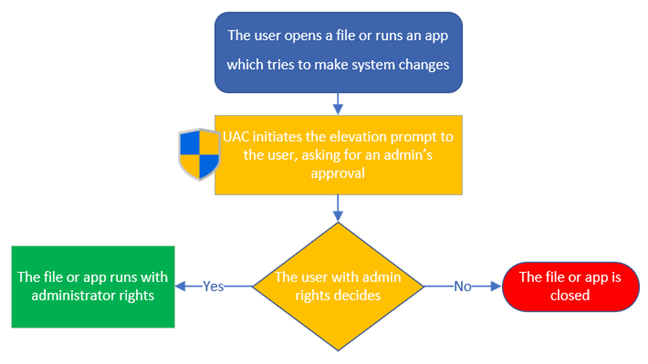 The user opens a file or runs an app
which tries to make system changes
UAC initiates the elevation prompt to
the user, asking for an admin's
approval
The file or app runs with
administrator rights
Yes
The user with admin
rights decides
No
The file or app is
closed